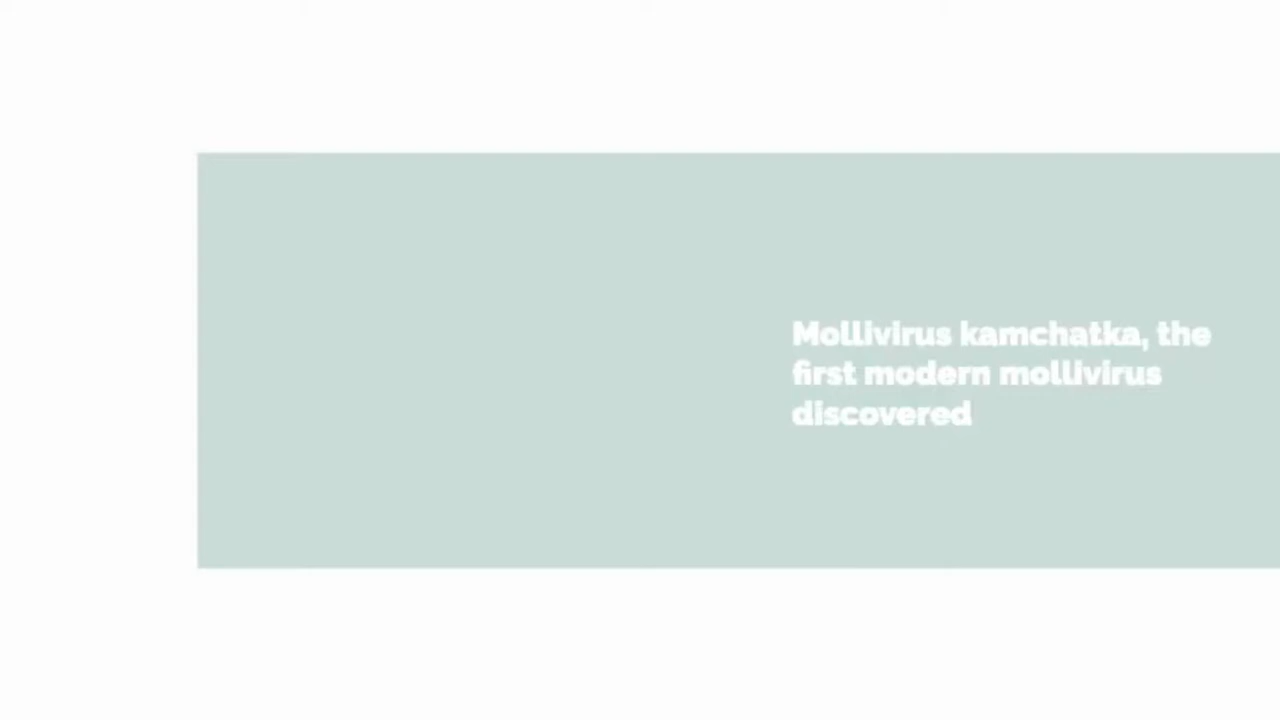 Mollivirus kamchatka, the
first modern mollivirus
discovered